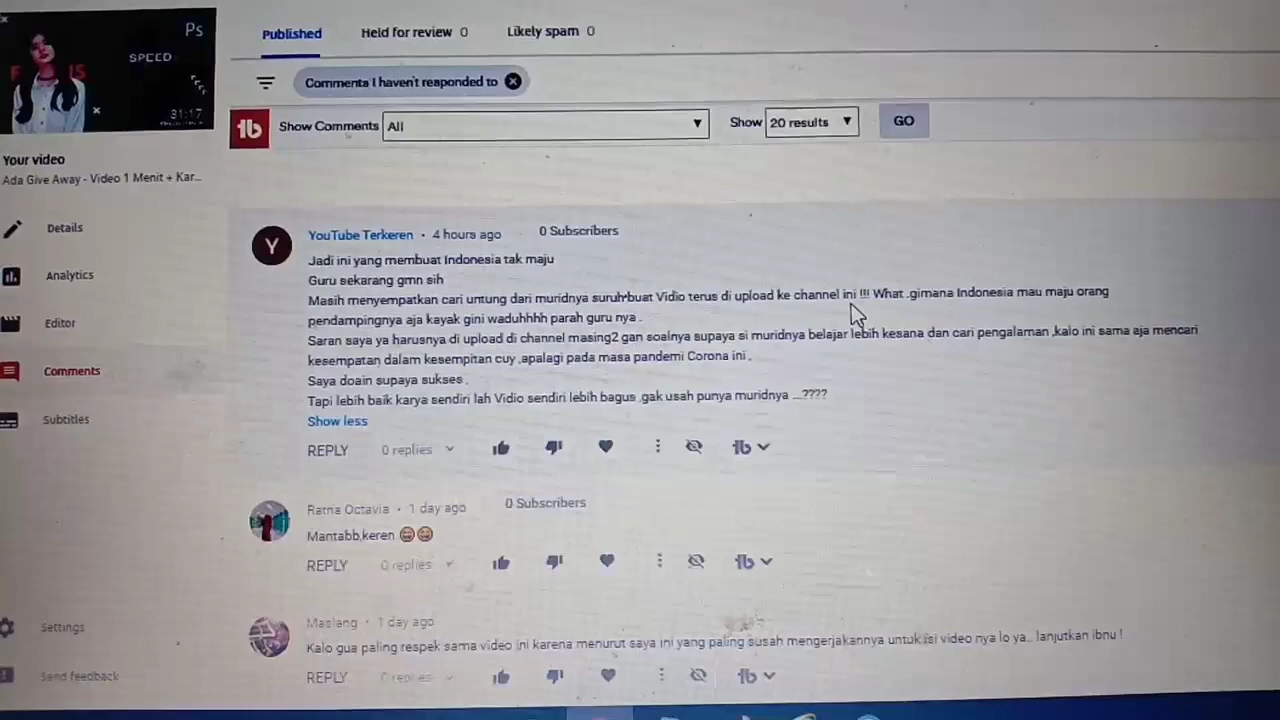 Ps
SPEED
31:17
Your video
Ada Give Away - Video 1 Menit + Kar...
Details
Analytics
Editor
Comments
Subtitles
Settings
Send feedback
Published Held for review 0 Likely spam 0
Comments I haven't responded to
Show Comments All Show 20 results GO
Y
YouTube Terkeren • 4 hours ago 0 Subscribers
Jadi ini yang membuat Indonesia tak maju
Guru sekarang gmn sih
Masih menyempatkan cari untung dari muridnya suruh buat Vidio terus di upload ke channel ini !!! What .gimana Indonesia mau maju orang
pendampingnya aja kayak gini waduhhhh parah guru nya .
Saran saya ya harusnya di upload di channel masing2 gan soalnya supaya si muridnya belajar lebih kesana dan cari pengalaman ,kalo ini sama aja mencari
kesempatan dalam kesempitan cuy ,apalagi pada masa pandemi Corona ini .
Saya doain supaya sukses .
Tapi lebih baik karya sendiri lah Vidio sendiri lebih bagus .gak usah punya muridnya ...????
Show less
REPLY 0 replies
Ratna Octavia • 1 day ago 0 Subscribers
Mantabb,keren
REPLY 0 replies
Maslang • 1 day ago
Kalo gua paling respek sama video ini karena menurut saya ini yang paling susah mengerjakannya untuk isi video nya lo ya.. lanjutkan ibnu !
REPLY 0 replies